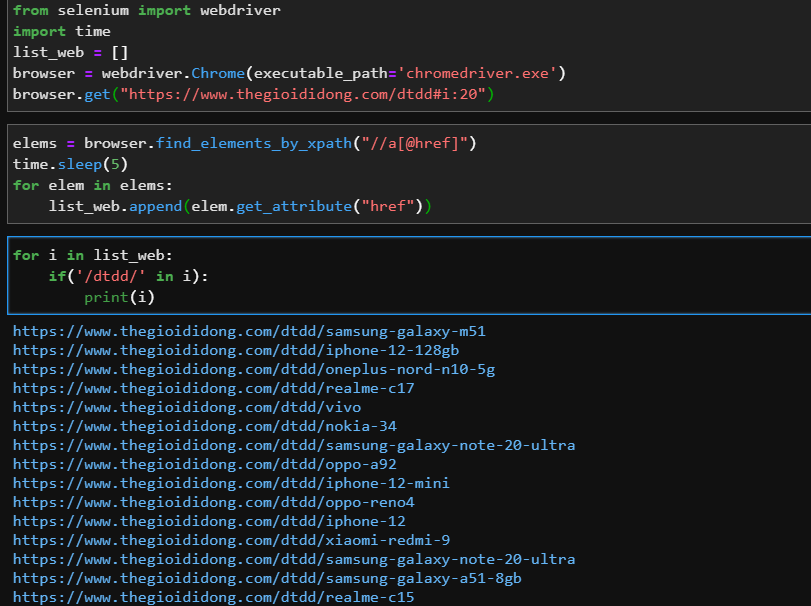 from selenium import webdriver
import time
list_web = []
browser = webdriver.Chrome(executable_path='chromedriver.exe')
browser.get("https://www.thegioididong.com/dtdd#i:20")
elems = browser.find_elements_by_xpath("//a[@href]")
time.sleep(5)
for elem in elems:
    list_web.append(elem.get_attribute("href"))
for i in list_web:
    if('/dtdd/' in i):
        print(i)
https://www.thegioididong.com/dtdd/samsung-galaxy-m51
https://www.thegioididong.com/dtdd/iphone-12-128gb
https://www.thegioididong.com/dtdd/oneplus-nord-n10-5g
https://www.thegioididong.com/dtdd/realme-c17
https://www.thegioididong.com/dtdd/vivo
https://www.thegioididong.com/dtdd/nokia-34
https://www.thegioididong.com/dtdd/samsung-galaxy-note-20-ultra
https://www.thegioididong.com/dtdd/oppo-a92
https://www.thegioididong.com/dtdd/iphone-12-mini
https://www.thegioididong.com/dtdd/oppo-reno4
https://www.thegioididong.com/dtdd/iphone-12
https://www.thegioididong.com/dtdd/xiaomi-redmi-9
https://www.thegioididong.com/dtdd/samsung-galaxy-note-20-ultra
https://www.thegioididong.com/dtdd/samsung-galaxy-a51-8gb
https://www.thegioididong.com/dtdd/realme-c15